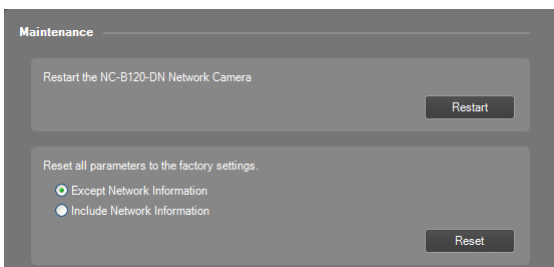 Maintenance
Restart the NC-B120-DN Network Camera
Restart
Reset all parameters to the factory settings.
Except Network Information
Include Network Information
Reset